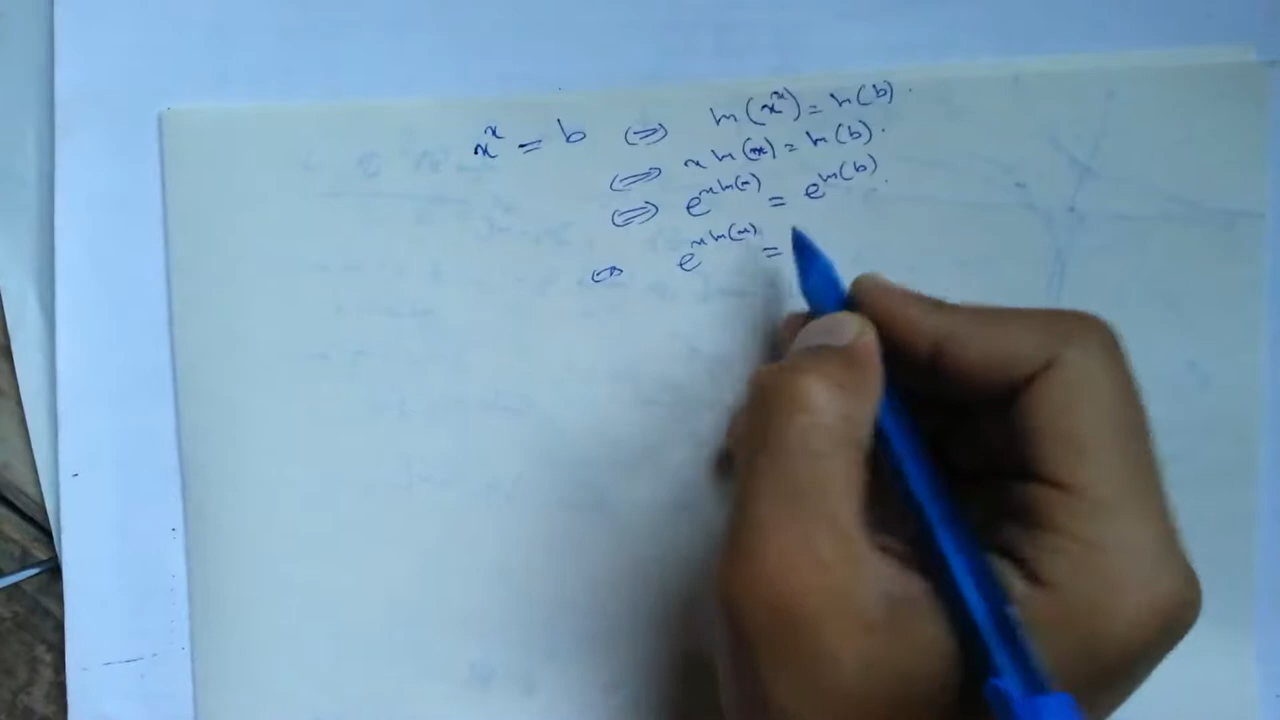 x^x = b ⇔ ln(x^x) = ln(b).
⇔ x ln(x) = ln(b).
⇔ e^{x ln(x)} = e^{ln(b)}.
⇔ e^{x ln(x)} =